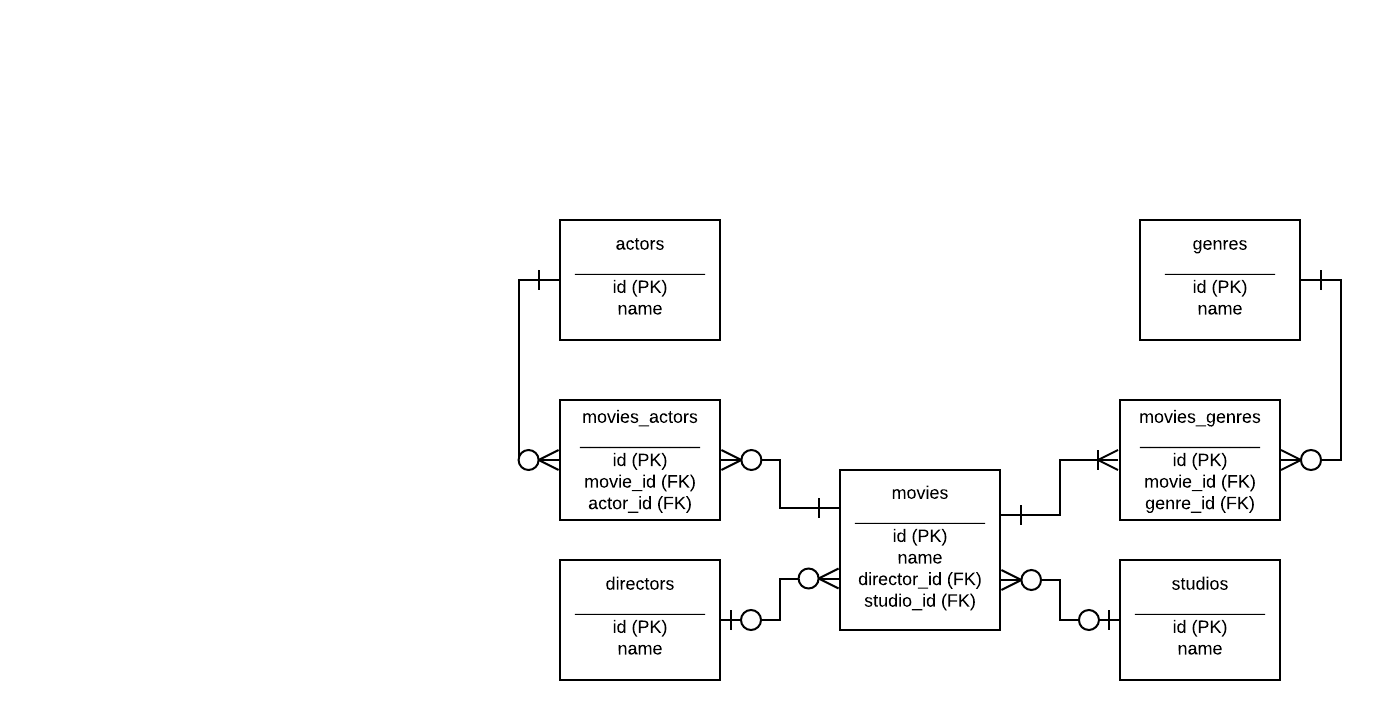 actors
id (PK)
name
genres
id (PK)
name
movies_actors
id (PK)
movie_id (FK)
actor_id (FK)
movies_genres
id (PK)
movie_id (FK)
genre_id (FK)
movies
id (PK)
name
director_id (FK)
studio_id (FK)
directors
id (PK)
name
studios
id (PK)
name